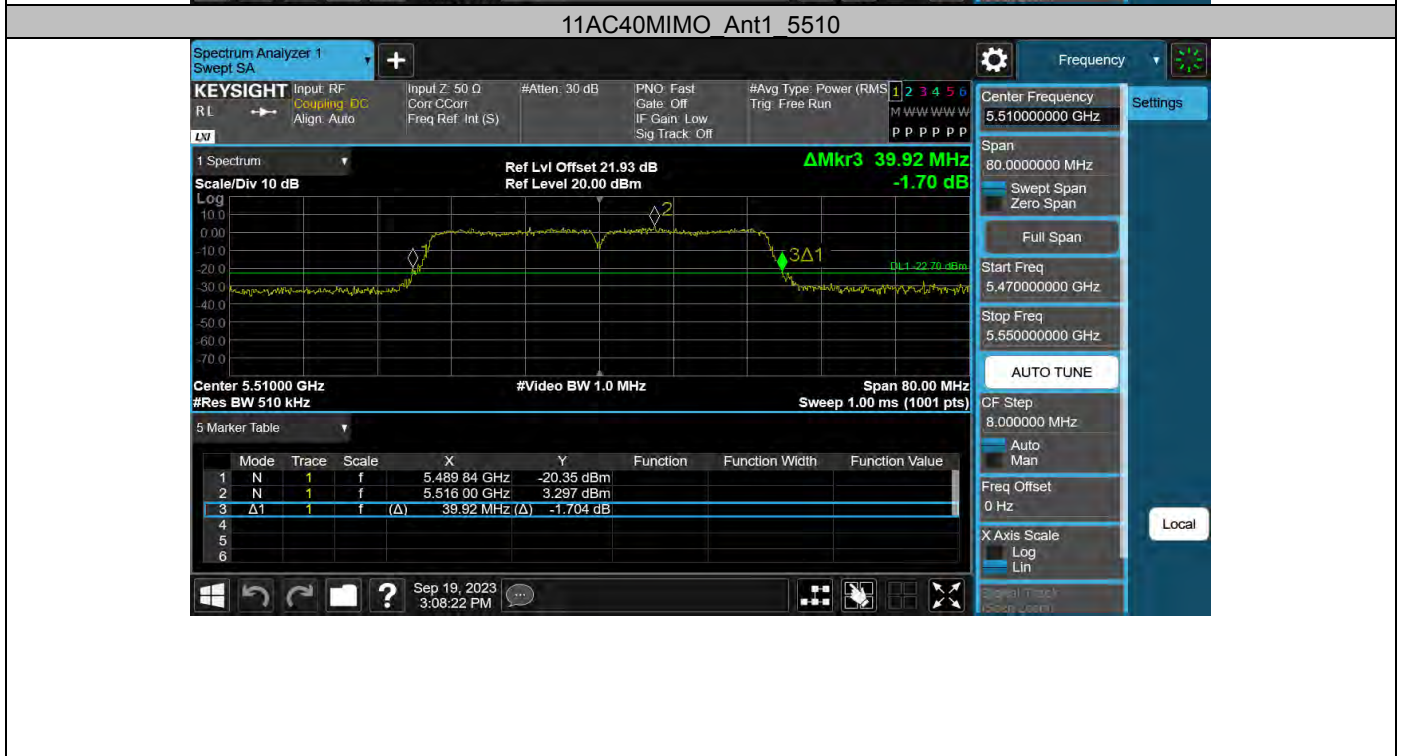 11AC40MIMO_Ant1_5510
Spectrum Analyzer 1
Swept SA
+
Frequency
KEYSIGHT
RL
LXI
Input: RF
Coupling: DC
Align: Auto
Input Z: 50 Ω
Corr CCorr
Freq Ref: Int (S)
#Atten: 30 dB
PNO: Fast
Gate: Off
IF Gain: Low
Sig Track: Off
#Avg Type: Power (RMS
Trig: Free Run
1 2 3 4 5 6
M W W W W W
P P P P P P
Center Frequency
5.510000000 GHz
Settings
1 Spectrum
Ref Lvl Offset 21.93 dB
ΔMkr3 39.92 MHz
Scale/Div 10 dB
Ref Level 20.00 dBm
-1.70 dB
Log
10.0
0.00
-10.0
-20.0
-30.0
-40.0
-50.0
-60.0
-70.0
1
2
3Δ1
DL1 -22.70 dBm
Center 5.51000 GHz
#Video BW 1.0 MHz
Span 80.00 MHz
#Res BW 510 kHz
Sweep 1.00 ms (1001 pts)
Span
80.0000000 MHz
Swept Span
Zero Span
Full Span
Start Freq
5.470000000 GHz
Stop Freq
5.550000000 GHz
AUTO TUNE
CF Step
8.000000 MHz
Auto
Man
Freq Offset
0 Hz
X Axis Scale
Log
Lin
Signal Track
(Span Zoom)
Local
5 Marker Table
Mode Trace Scale X Y Function Function Width Function Value
1 N 1 f 5.489 84 GHz -20.35 dBm
2 N 1 f 5.516 00 GHz 3.297 dBm
3 Δ1 1 f (Δ) 39.92 MHz (Δ) -1.704 dB
4
5
6
?
Sep 19, 2023
3:08:22 PM